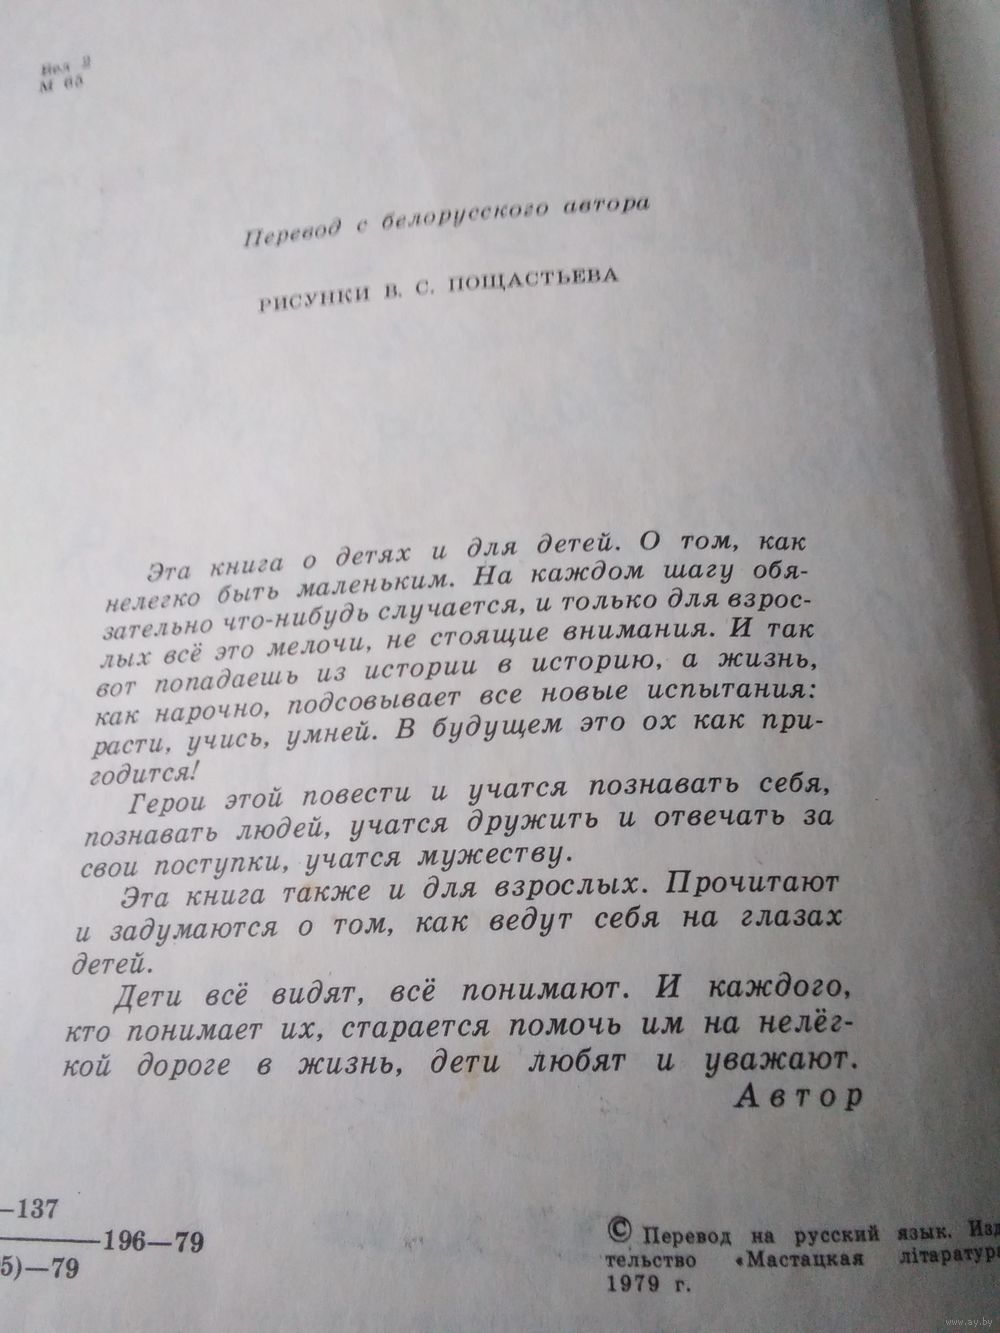 Бел 2
М 65
Перевод с белорусского автора
РИСУНКИ В. С. ПОЩАСТЬЕВА
Эта книга о детях и для детей. О том, как
нелегко быть маленьким. На каждом шагу обя-
зательно что-нибудь случается, и только для взрос-
лых всё это мелочи, не стоящие внимания. И так
вот попадаешь из истории в историю, а жизнь,
как нарочно, подсовывает все новые испытания:
расти, учись, умней. В будущем это ох как при-
годится!
Герои этой повести и учатся познавать себя,
познавать людей, учатся дружить и отвечать за
свои поступки, учатся мужеству.
Эта книга также и для взрослых. Прочитают
и задумаются о том, как ведут себя на глазах
детей.
Дети всё видят, всё понимают. И каждого,
кто понимает их, старается помочь им на нелёг-
кой дороге в жизнь, дети любят и уважают.
Автор
—137
196—79
5)—79
© Перевод на русский язык. Изд
тельство «Мастацкая літаратур
1979 г.
www.ay.by